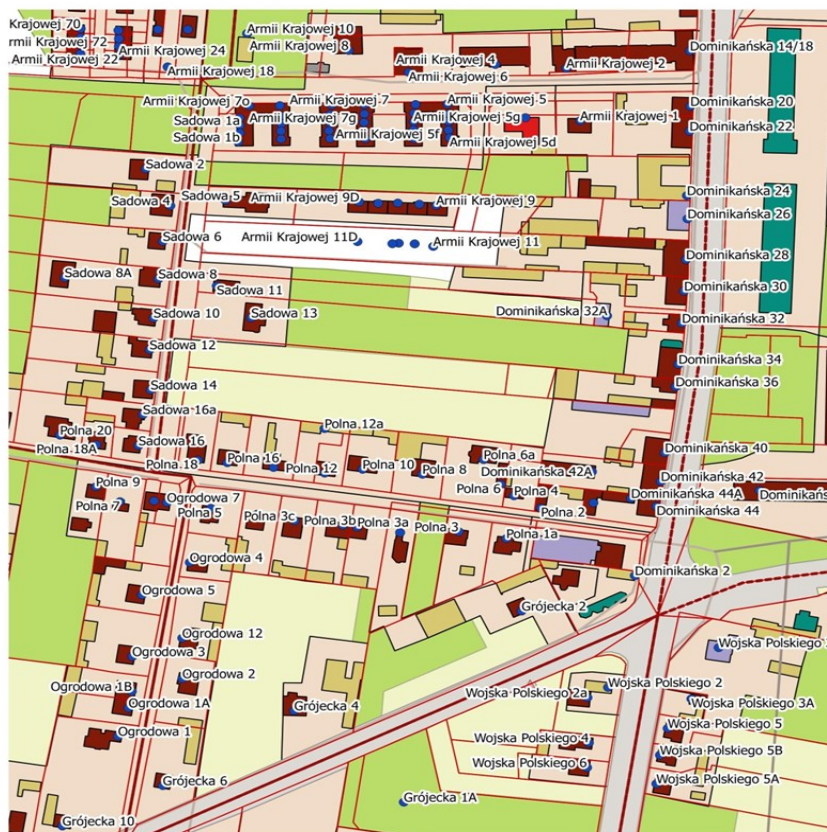 Krajowej 70
Armii Krajowej 10
rmii Krajowej 72
Armii Krajowej 8
Dominikańska 14/18
Krajowej 22
Armii Krajowej 24
Armii Krajowej 4
Armii Krajowej 2
Armii Krajowej 18
Armii Krajowej 6
Armii Krajowej 7o
Armii Krajowej 7
Armii Krajowej 5
Dominikańska 20
Sadowa 1a
Armii Krajowej 7g
Armii Krajowej 5g
Armii Krajowej 1
Dominikańska 22
Sadowa 1b
Armii Krajowej 5f
Armii Krajowej 5d
Sadowa 2
Sadowa 4
Sadowa 5
Armii Krajowej 9D
Armii Krajowej 9
Dominikańska 24
Dominikańska 26
Sadowa 6
Armii Krajowej 11D
Armii Krajowej 11
Dominikańska 28
Sadowa 8A
Sadowa 8
Sadowa 11
Dominikańska 30
Sadowa 10
Sadowa 13
Dominikańska 32A
Dominikańska 32
Sadowa 12
Dominikańska 34
Sadowa 14
Dominikańska 36
Sadowa 16a
Polna 12a
Polna 20
Polna 18A
Sadowa 16
Polna 6a
Dominikańska 40
Polna 18
Polna 16
Polna 12
Polna 10
Polna 8
Dominikańska 42A
Dominikańska 42
Polna 9
Polna 6
Polna 4
Dominikańska 44A
Dominikańs
Polna 7
Ogrodowa 7
Polna 5
Polna 2
Dominikańska 44
Pólna 3c
Polna 3b
Polna 3a
Polna 3
Polna 1a
Ogrodowa 4
Dominikańska 2
Ogrodowa 5
Grójecka 2
Ogrodowa 12
Ogrodowa 3
Wojska Polskiego
Ogrodowa 2
Ogrodowa 1B
Wojska Polskiego 2a
Wojska Polskiego 2
Ogrodowa 1A
Grójecka 4
Wojska Polskiego 3A
Ogrodowa 1
Wojska Polskiego 4
Wojska Polskiego 5
Wojska Polskiego 5B
Wojska Polskiego 6
Grójecka 6
Wojska Polskiego 5A
Grójecka 1A
Grójecka 10